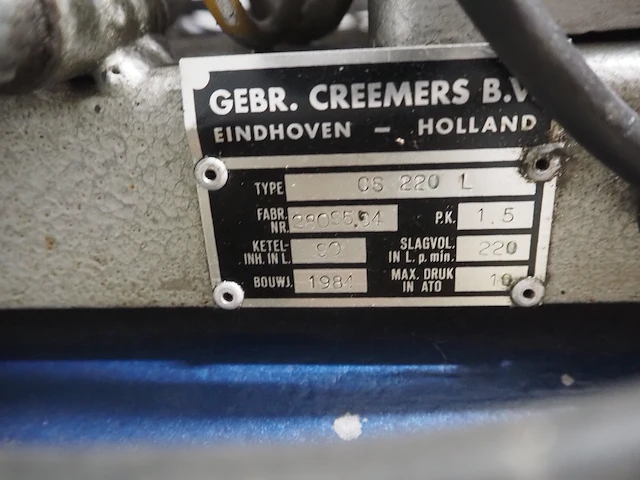 GEBR. CREEMERS B.V.
EINDHOVEN - HOLLAND
TYPE CS 220 L
FABR. NR. P.K. 1.5
KETEL- INH. IN L. 90 SLAGVOL. IN L. p. min. 220
BOUWJ. 1984 MAX. DRUK IN ATO 10